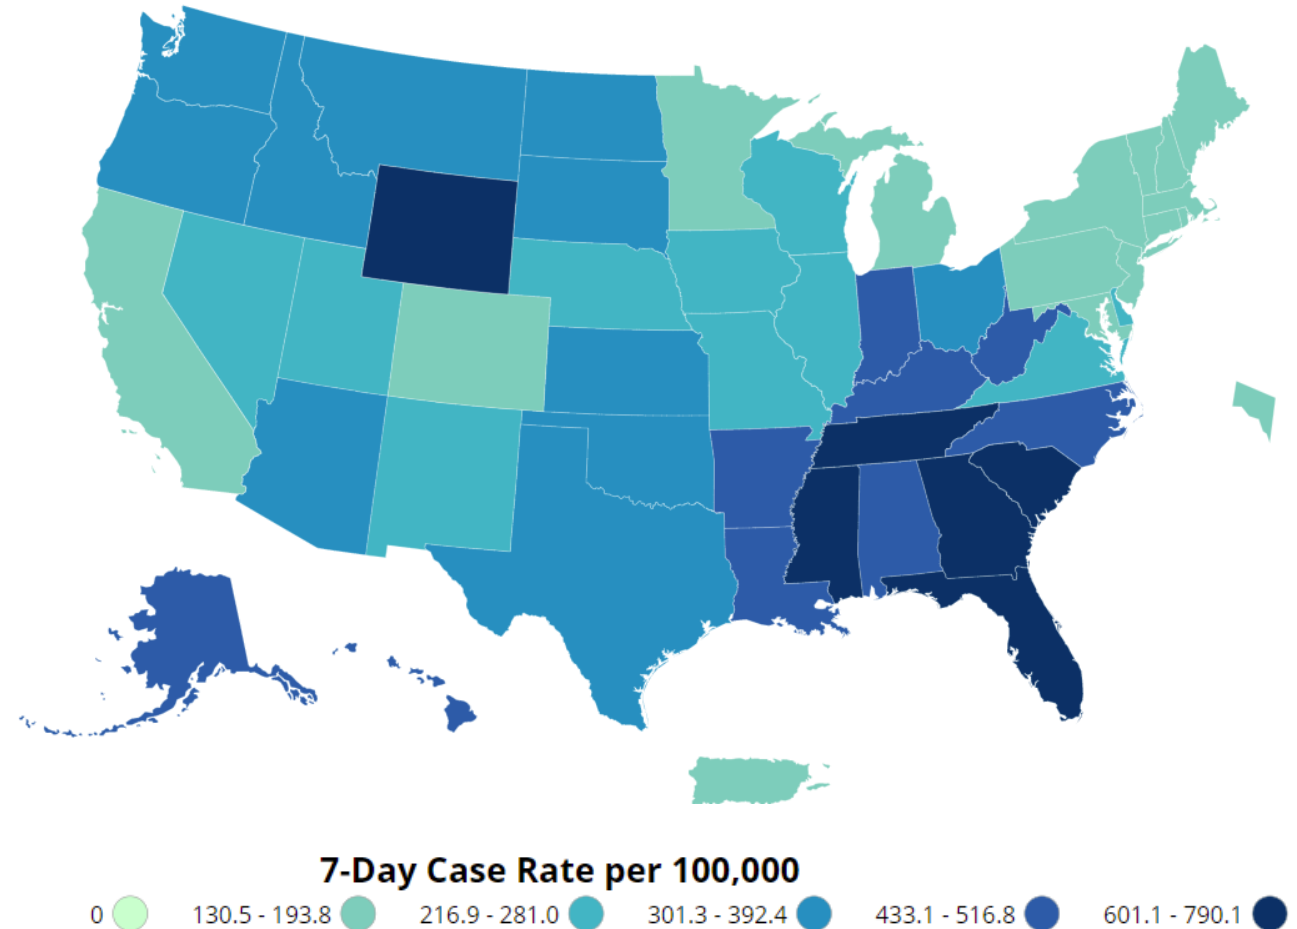 7-Day Case Rate per 100,000
0 130.5 - 193.8 216.9 - 281.0 301.3 - 392.4 433.1 - 516.8 601.1 - 790.1